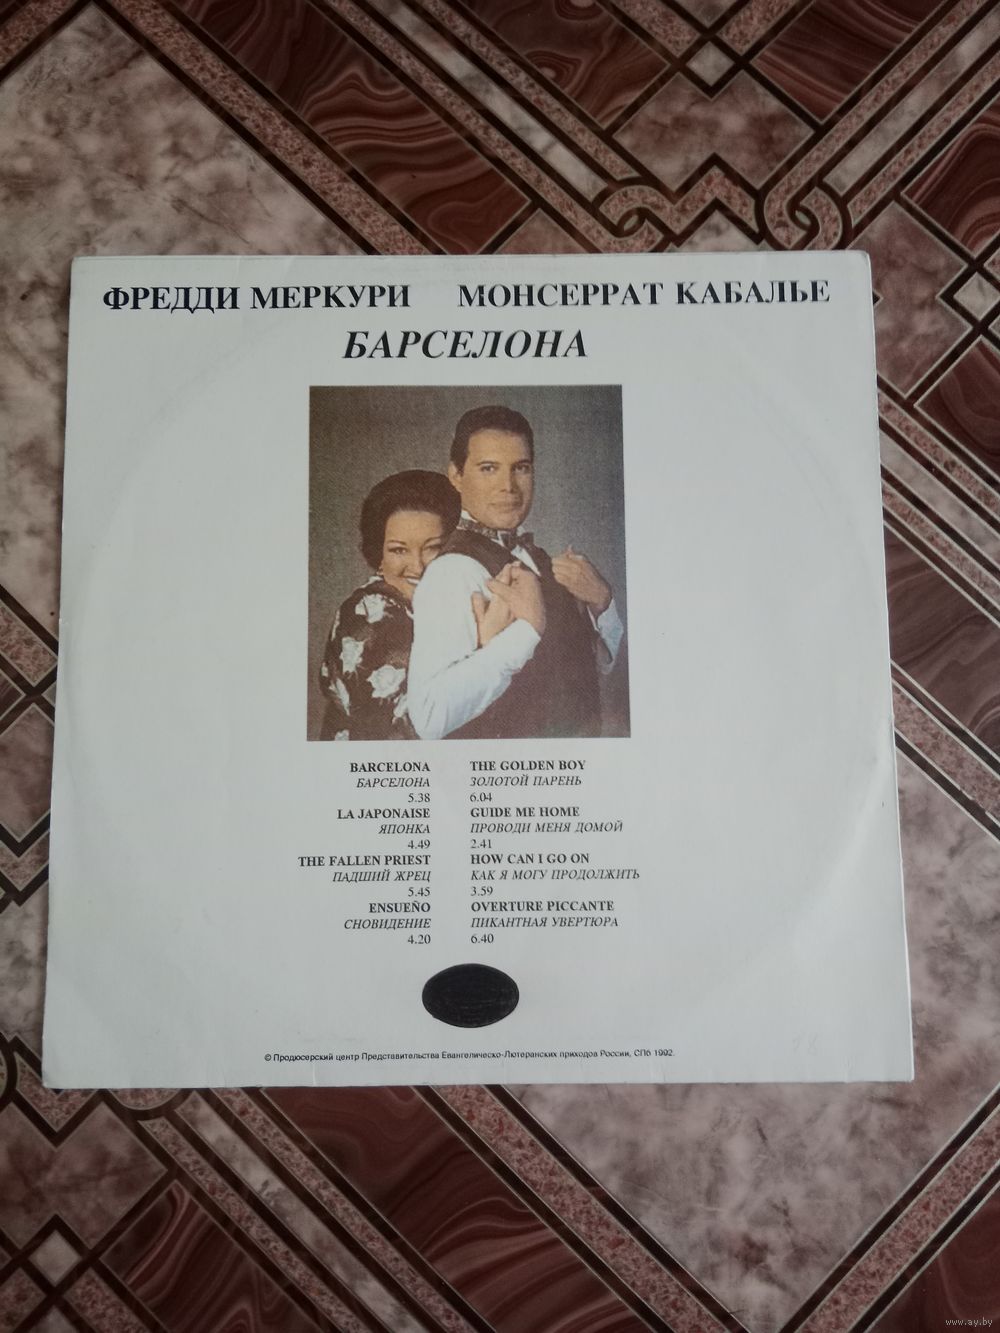 ФРЕДДИ МЕРКУРИ МОНСЕРРАТ КАБАЛЬЕ
БАРСЕЛОНА
BARCELONA
БАРСЕЛОНА
5.38
LA JAPONAISE
ЯПОНКА
4.49
THE FALLEN PRIEST
ПАДШИЙ ЖРЕЦ
5.45
ENSUEÑO
СНОВИДЕНИЕ
4.20
THE GOLDEN BOY
ЗОЛОТОЙ ПАРЕНЬ
6.04
GUIDE ME HOME
ПРОВОДИ МЕНЯ ДОМОЙ
2.41
HOW CAN I GO ON
КАК Я МОГУ ПРОДОЛЖИТЬ
3.59
OVERTURE PICCANTE
ПИКАНТНАЯ УВЕРТЮРА
6.40
© Продюсерский центр Представительства Евангелическо-Лютеранских приходов России, СПб 1992.
www.ay.by